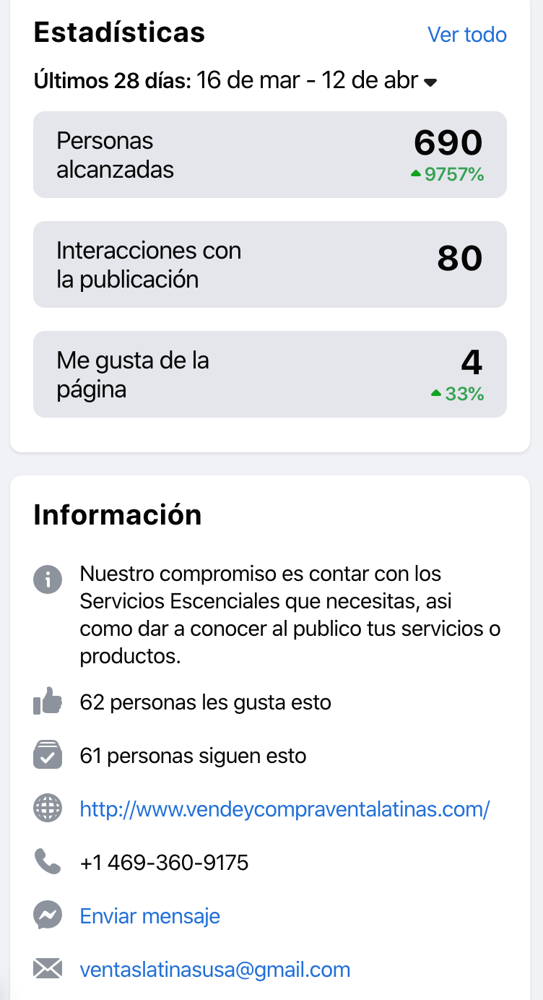 Estadísticas
Ver todo
Últimos 28 días: 16 de mar - 12 de abr
Personas
alcanzadas
690
9757%
Interacciones con
la publicación
80
Me gusta de la
página
4
33%
Información
Nuestro compromiso es contar con los
Servicios Escenciales que necesitas, asi
como dar a conocer al publico tus servicios o
productos.
62 personas les gusta esto
61 personas siguen esto
http://www.vendeycompraventalatinas.com/
+1 469-360-9175
Enviar mensaje
ventaslatinasusa@gmail.com